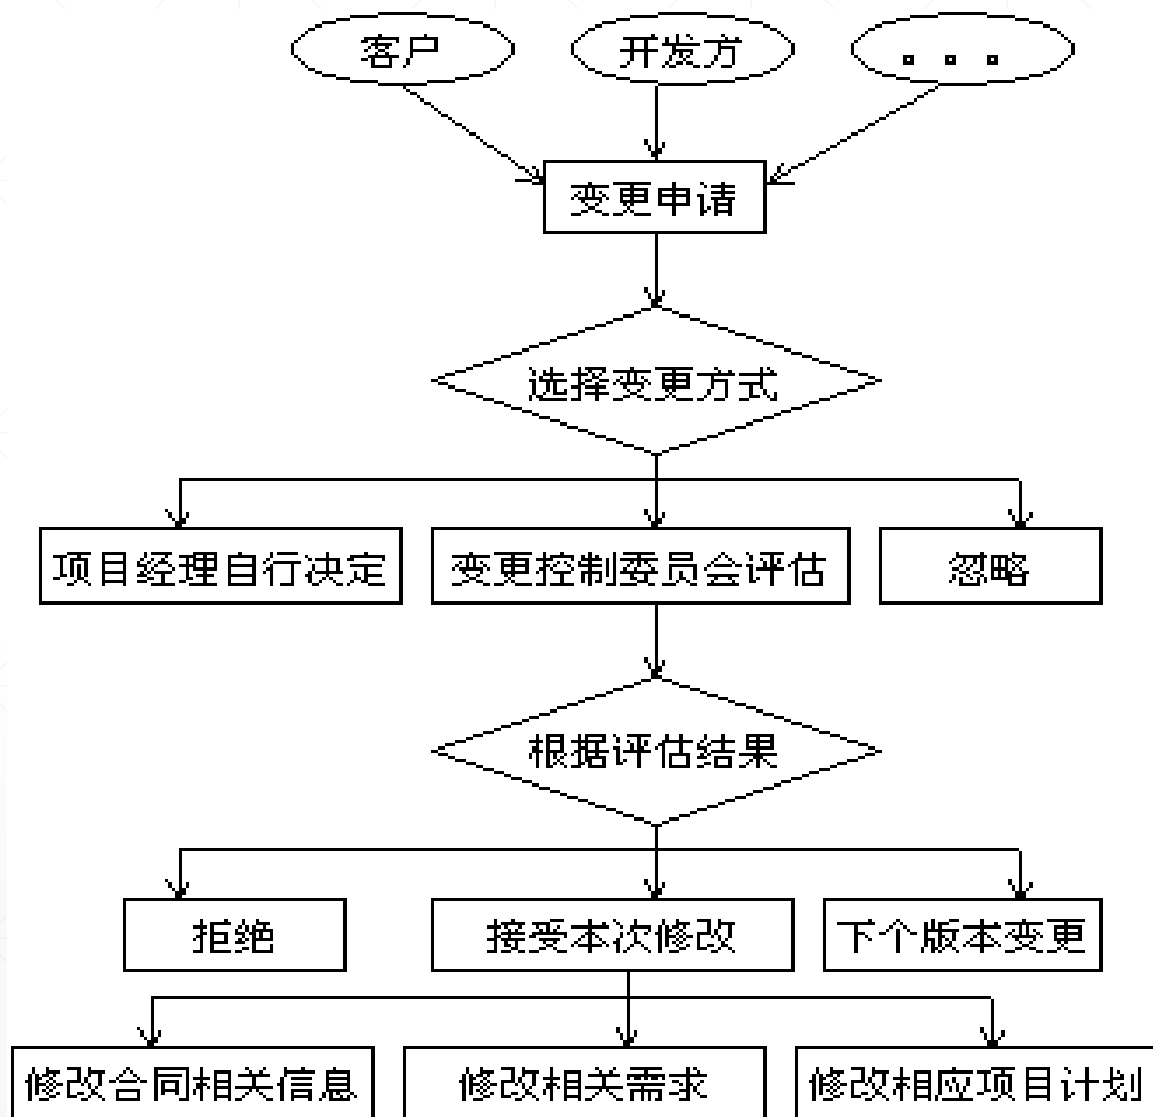 客户
开发方
。。。
变更申请
选择变更方式
项目经理自行决定
变更控制委员会评估
忽略
根据评估结果
拒绝
接受本次修改
下个版本变更
修改合同相关信息
修改相关需求
修改相应项目计划